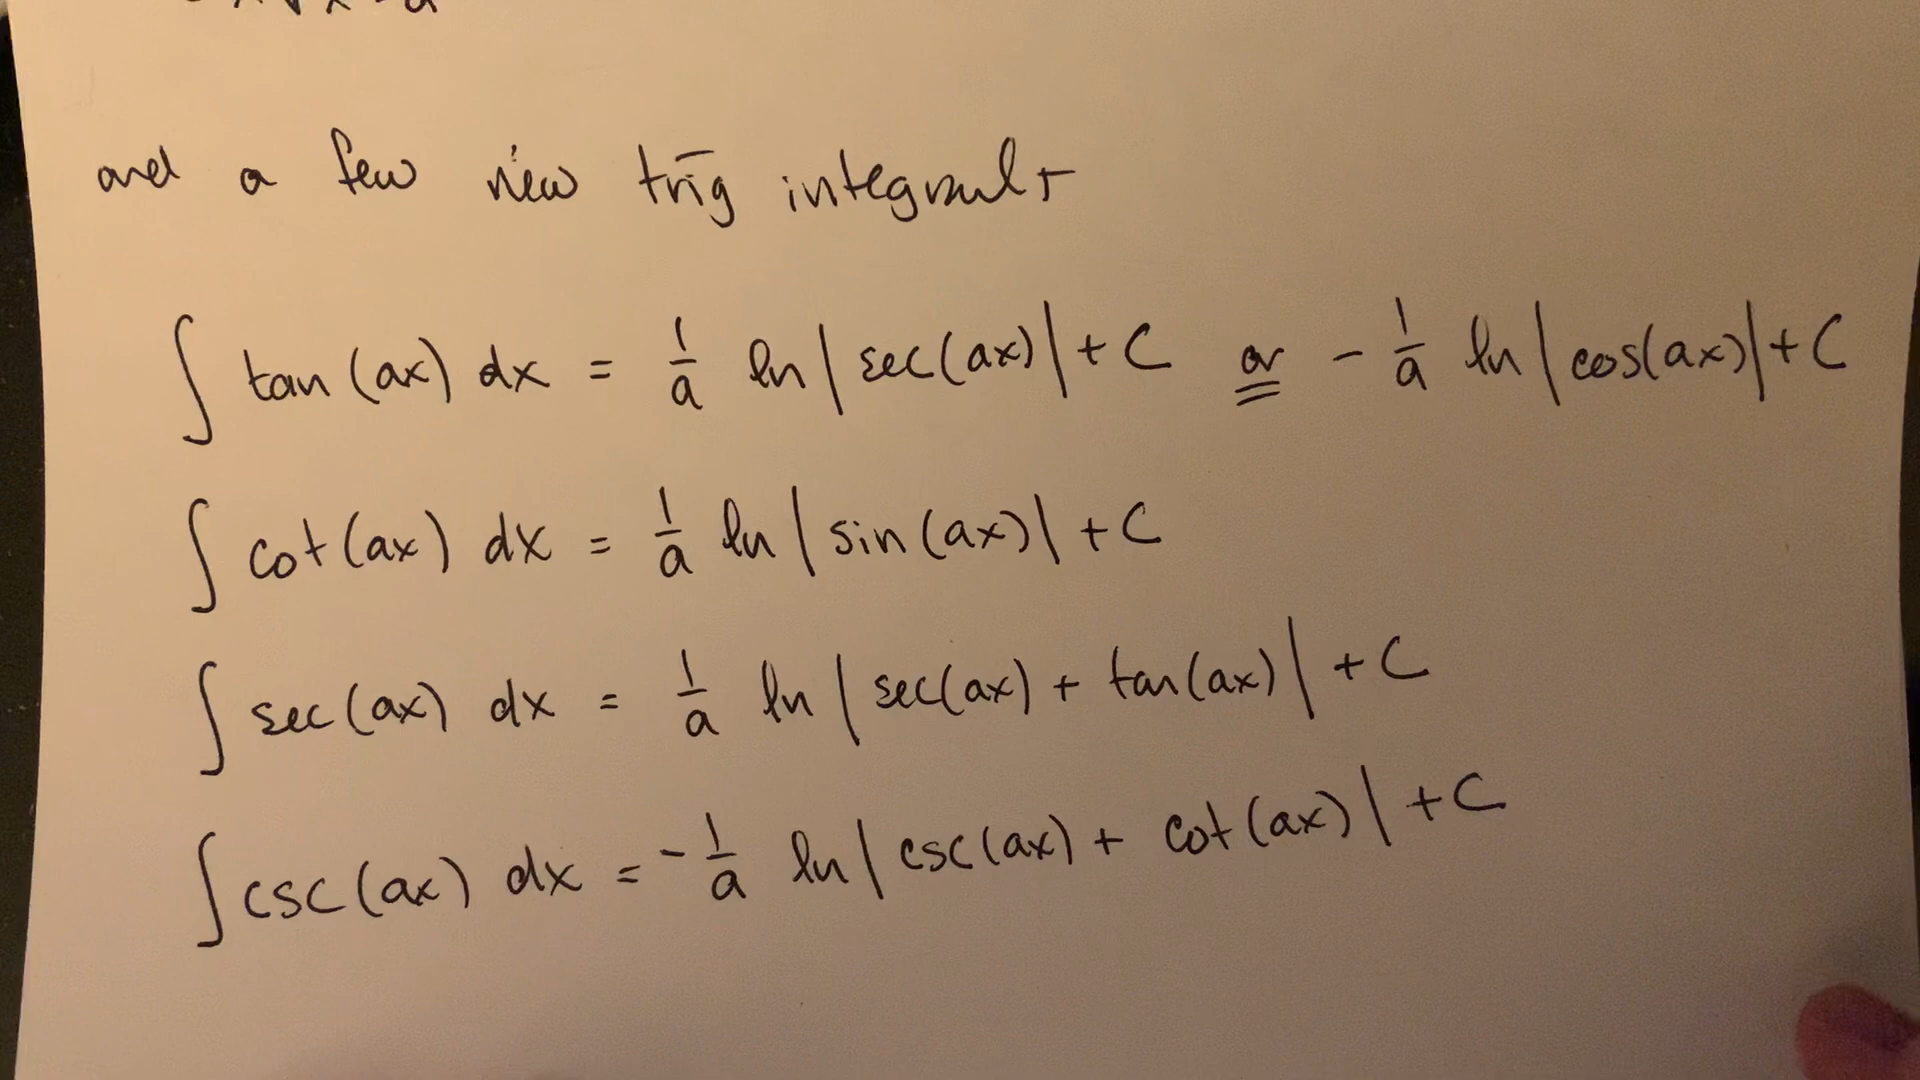 and a few new trig integrals
∫ tan(ax) dx = 1/a ln|sec(ax)| + C or - 1/a ln|cos(ax)| + C
∫ cot(ax) dx = 1/a ln|sin(ax)| + C
∫ sec(ax) dx = 1/a ln|sec(ax) + tan(ax)| + C
∫ csc(ax) dx = - 1/a ln|csc(ax) + cot(ax)| + C